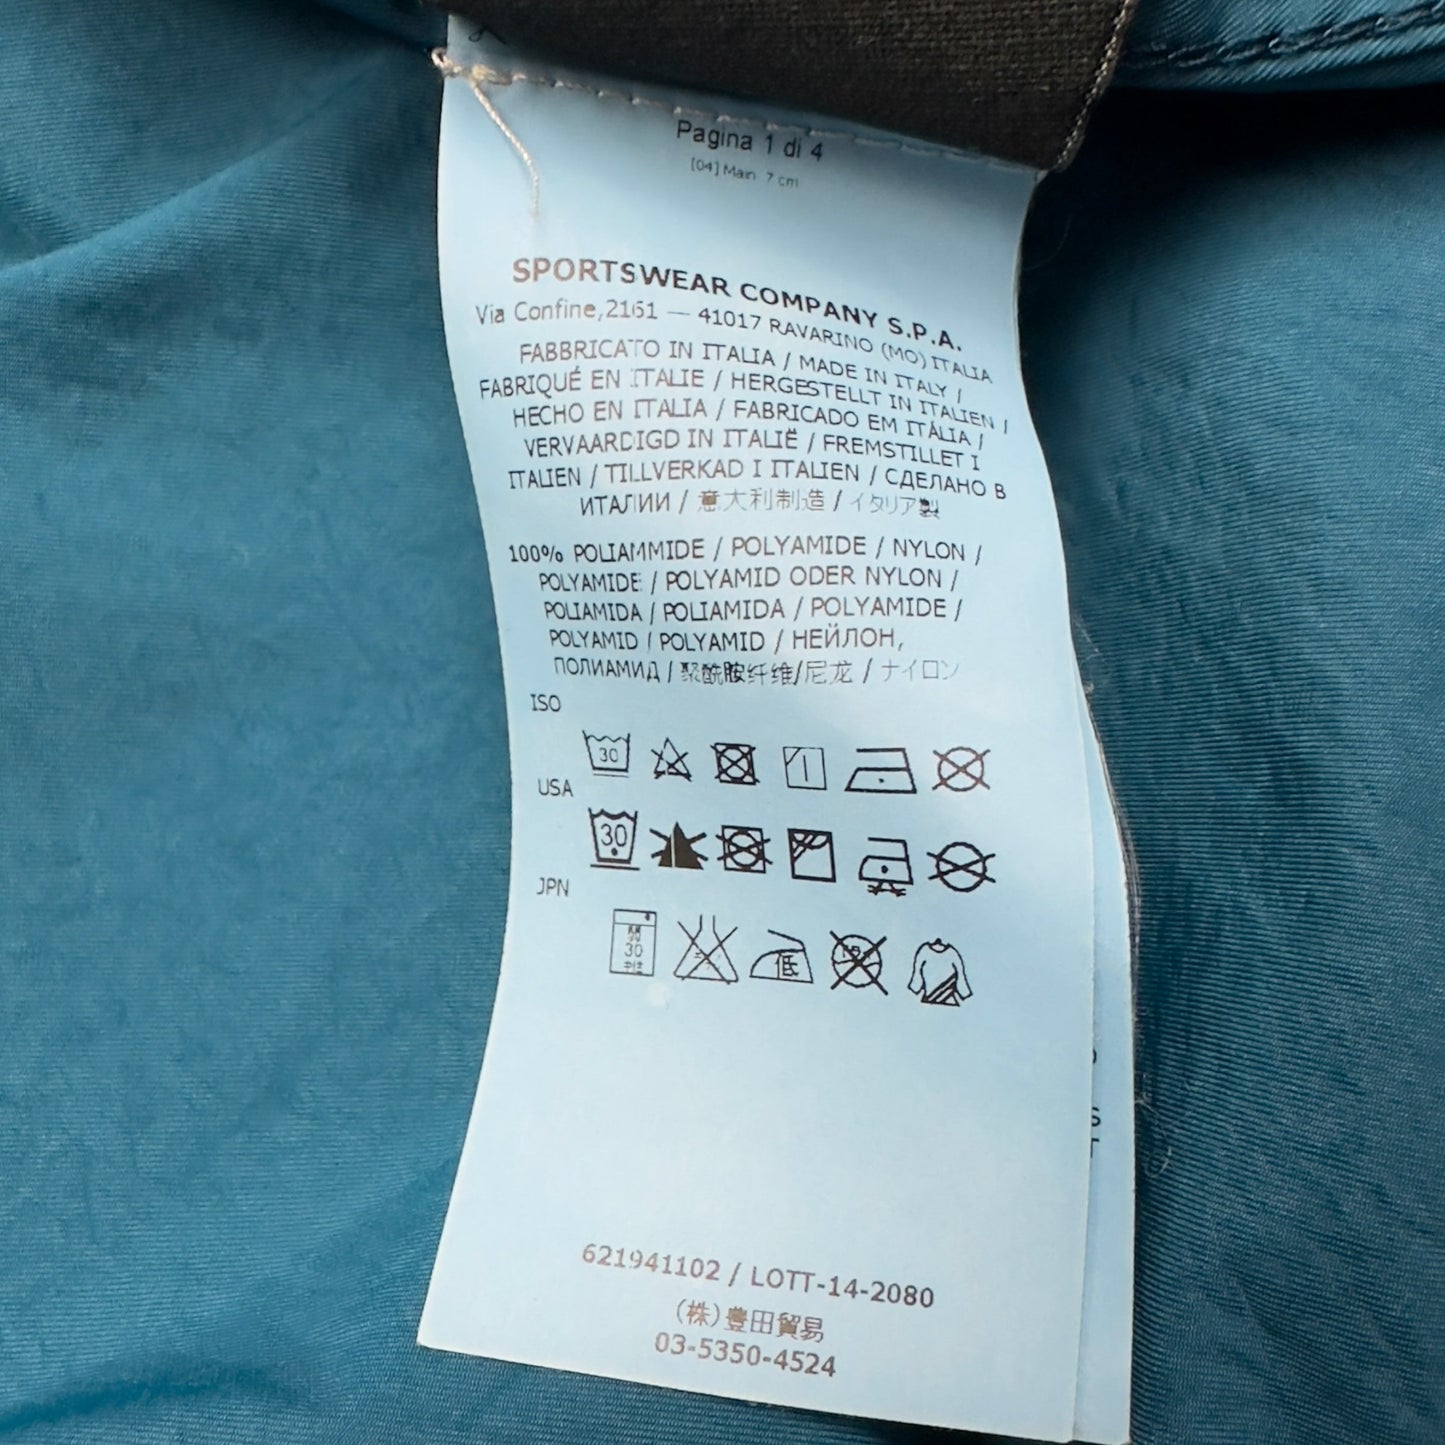 Pagina 1 di 4
[04] Main 7 cm
SPORTSWEAR COMPANY S.P.A.
Via Confine,2161 — 41017 RAVARINO (MO) ITALIA
FABBRICATO IN ITALIA / MADE IN ITALY /
FABRIQUÉ EN ITALIE / HERGESTELLT IN ITALIEN /
HECHO EN ITALIA / FABRICADO EM ITÁLIA /
VERVAARDIGD IN ITALIË / FREMSTILLET I
ITALIEN / TILLVERKAD I ITALIEN / СДЕЛАНО В
ИТАЛИИ / 意大利制造 / イタリア製
100% POLIAMMIDE / POLYAMIDE / NYLON /
POLYAMIDE / POLYAMID ODER NYLON /
POLIAMIDA / POLIAMIDA / POLYAMIDE /
POLYAMID / POLYAMID / НЕЙЛОН,
ПОЛИАМИД / 聚酰胺纤维/尼龙 / ナイロン
ISO
30
USA
30
JPN
弱
30
中性
低
621941102 / LOTT-14-2080
(株)豊田貿易
03-5350-4524